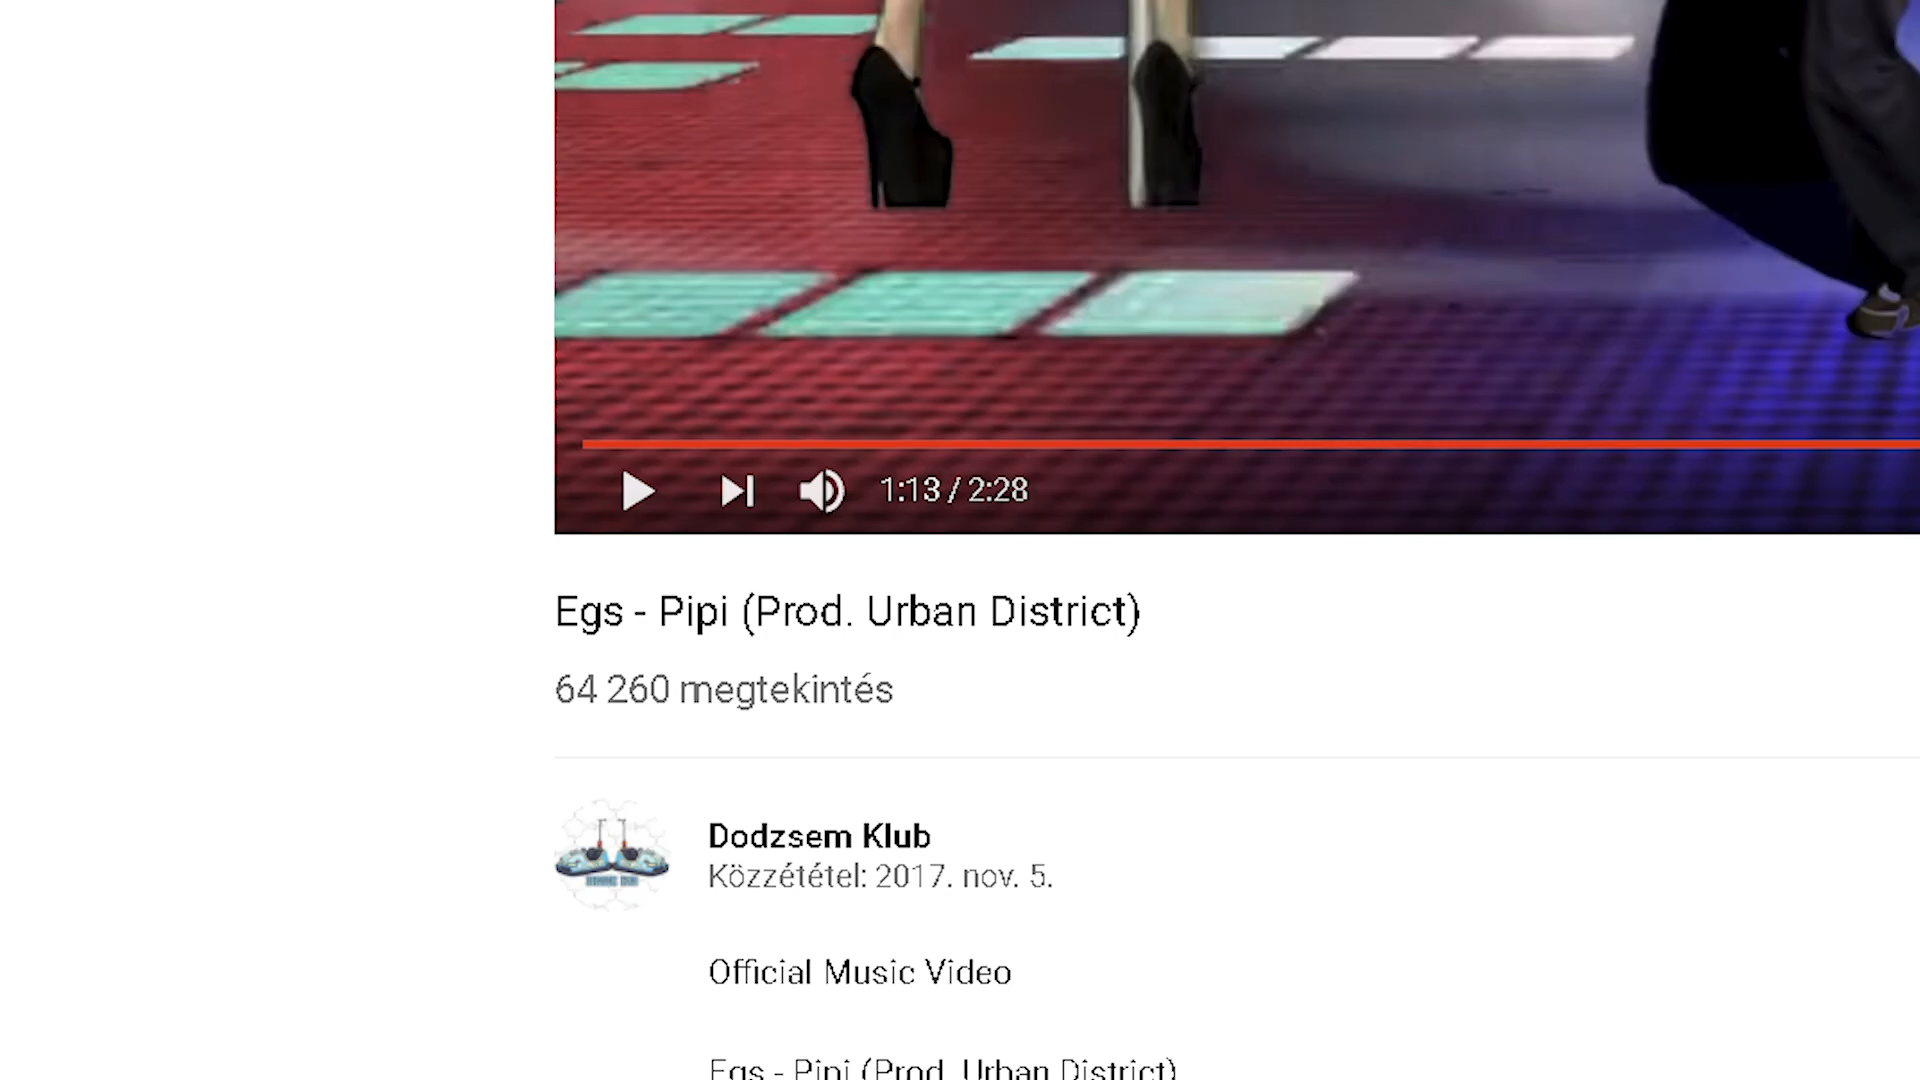 1:13 / 2:28
Egs - Pipi (Prod. Urban District)
64 260 megtekintés
Dodzsem Klub
Közzététel: 2017. nov. 5.
Official Music Video
Egs - Pipi (Prod. Urban District)